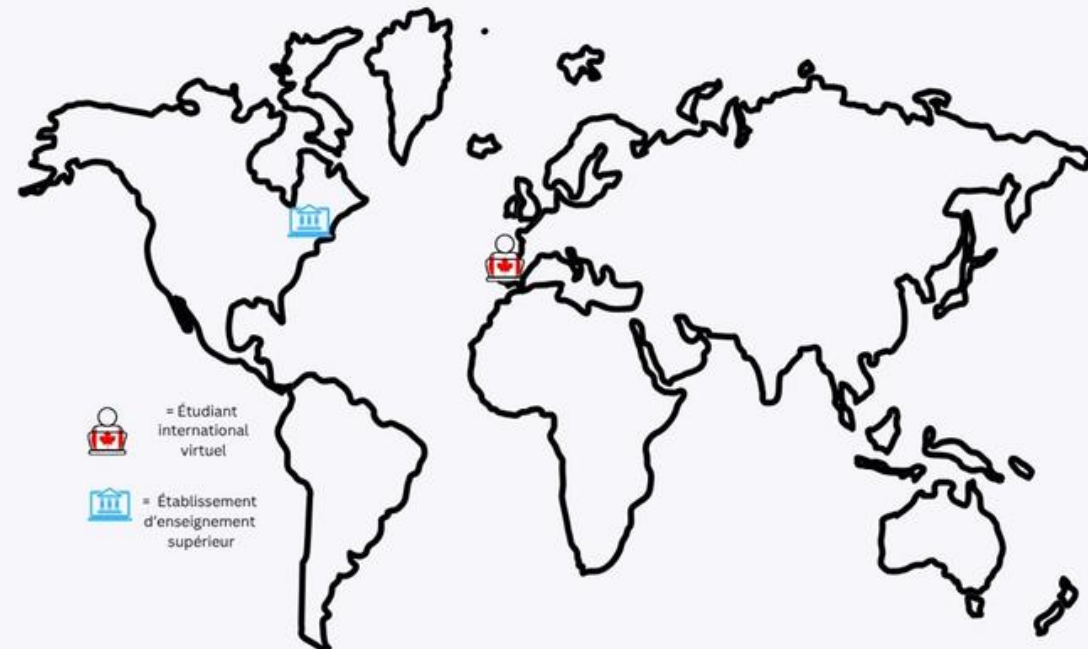 = Étudiant
international
virtuel
= Établissement
d'enseignement
supérieur